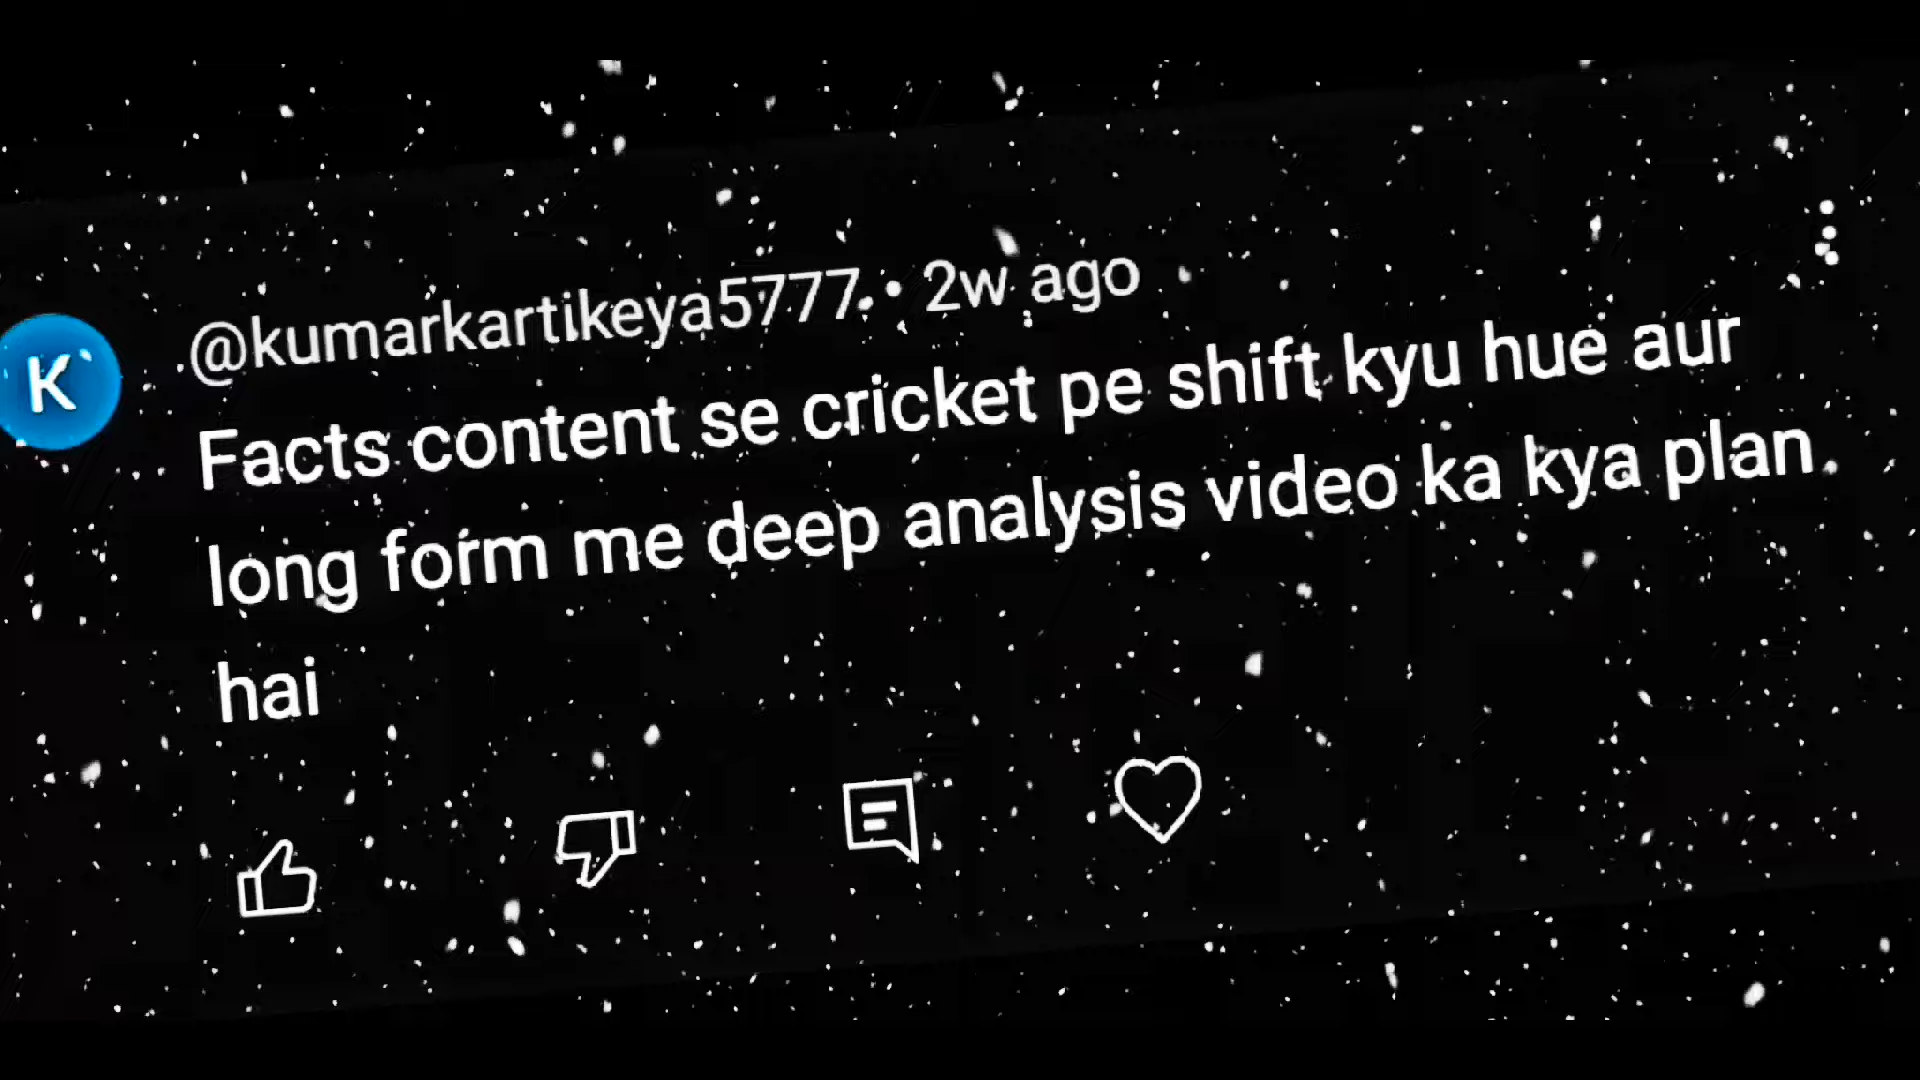 K
@kumarkartikeya5777 • 2w ago
Facts content se cricket pe shift kyu hue aur
long form me deep analysis video ka kya plan
hai